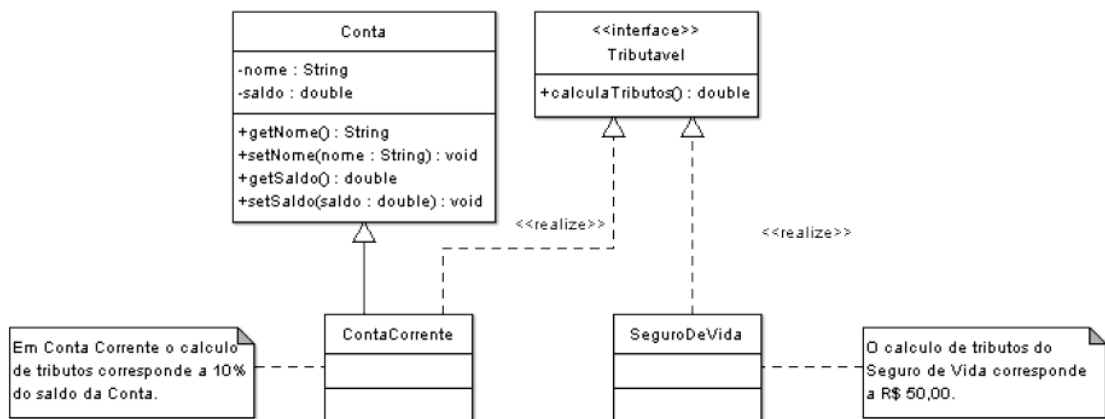 Conta
-nome : String
-saldo : double
+getNome() : String
+setNome(nome : String) : void
+getSaldo() : double
+setSaldo(saldo : double) : void
<<interface>>
Tributavel
+calculaTributos() : double
<<realize>>
<<realize>>
Em Conta Corrente o calculo
de tributos corresponde a 10%
do saldo da Conta.
ContaCorrente
SeguroDeVida
O calculo de tributos do
Seguro de Vida corresponde
a R$ 50,00.